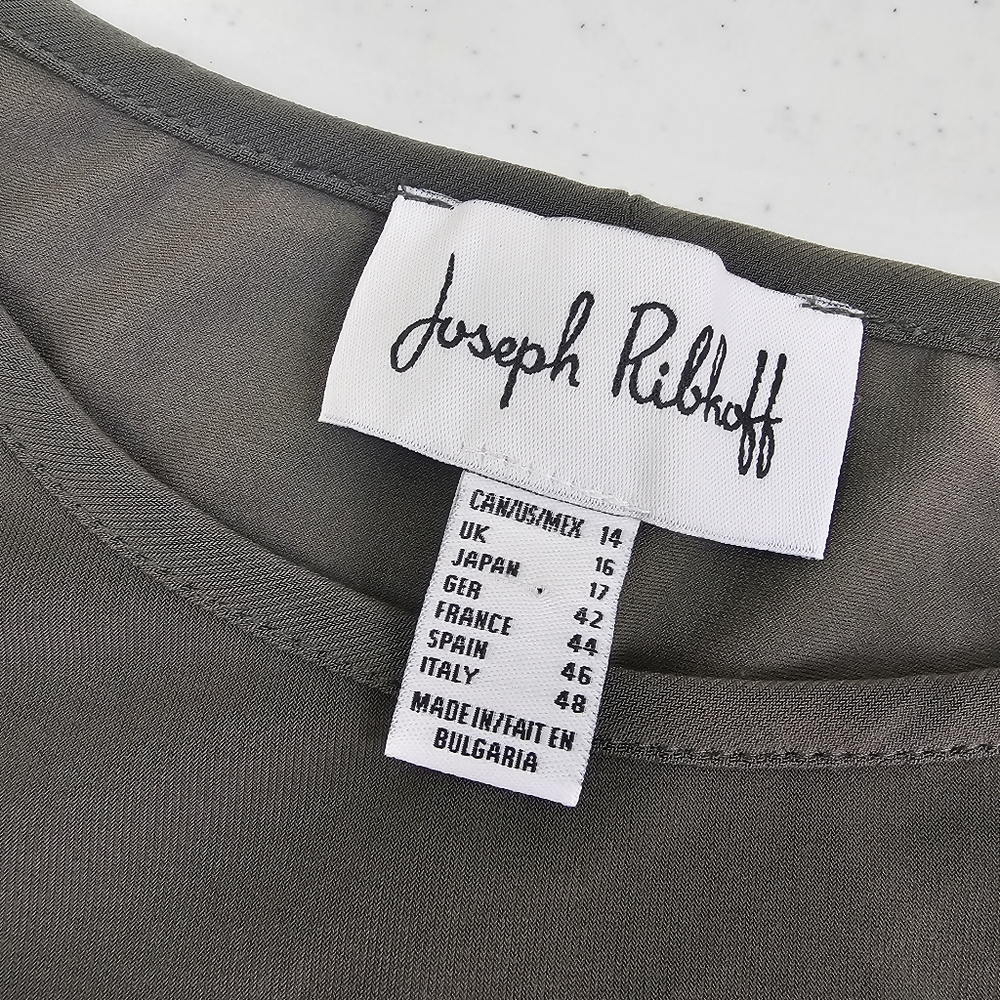 Joseph Ribkoff
CAN/US/MEX 14
UK 16
JAPAN 17
GER 42
FRANCE 44
SPAIN 46
ITALY 48
MADE IN/FAIT EN
BULGARIA